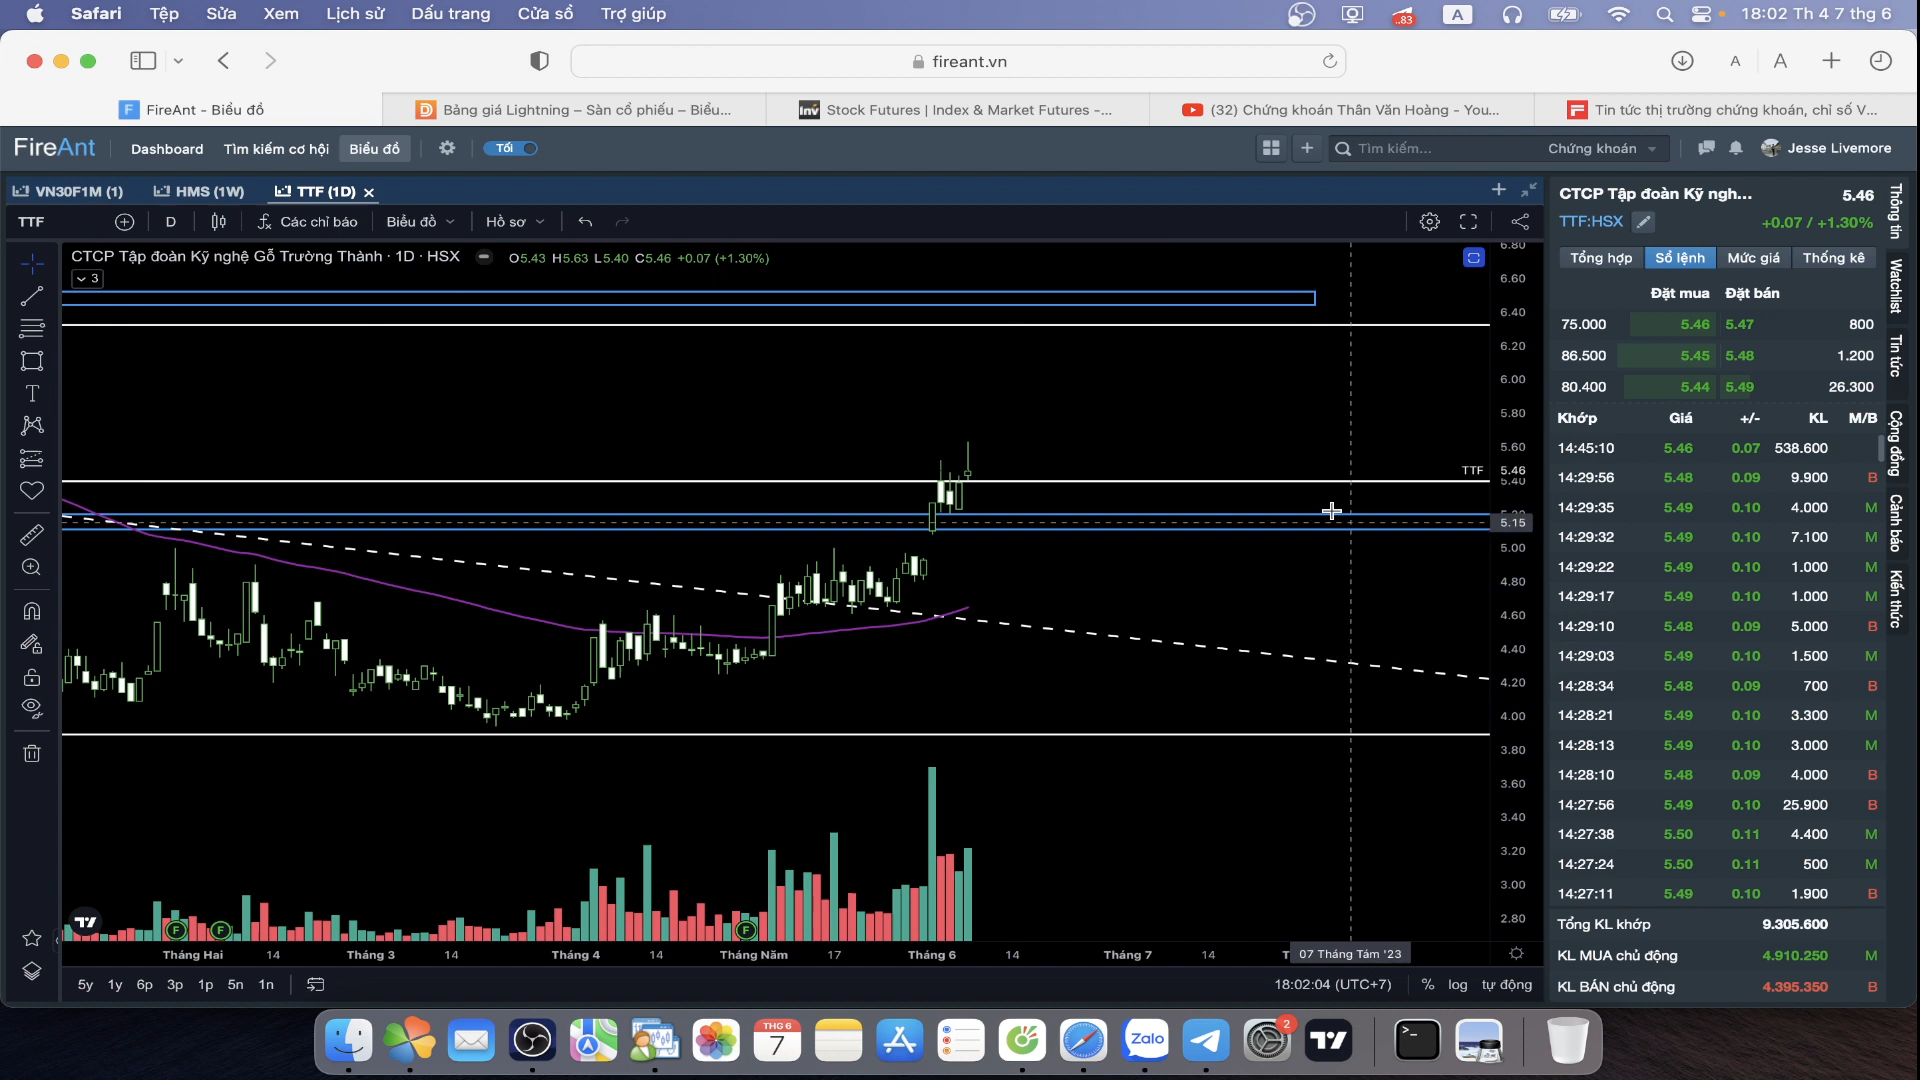 Safari Tệp Sửa Xem Lịch sử Dấu trang Cửa sổ Trợ giúp ..83 A 18:02 Th 4 7 thg 6
fireant.vn A A
FireAnt - Biểu đồ
Bảng giá Lightning – Sàn cổ phiếu – Biểu...
Stock Futures | Index & Market Futures -...
(32) Chứng khoán Thân Văn Hoàng - You...
Tin tức thị trường chứng khoán, chỉ số V...
FireAnt Dashboard Tìm kiếm cơ hội Biểu đồ Tối Tìm kiếm... Chứng khoán Jesse Livemore
VN30F1M (1) HMS (1W) TTF (1D)
TTF D Các chỉ báo Biểu đồ Hồ sơ
CTCP Tập đoàn Kỹ nghệ Gỗ Trường Thành · 1D · HSX O5.43 H5.63 L5.40 C5.46 +0.07 (+1.30%)
3
6.80
6.60
6.40
6.20
6.00
5.80
5.60
TTF 5.46
5.40
5.15
5.00
4.80
4.60
4.40
4.20
4.00
3.80
3.60
3.40
3.20
3.00
2.80
F F F
Tháng Hai 14 Tháng 3 14 Tháng 4 14 Tháng Năm 17 Tháng 6 14 Tháng 7 14 07 Tháng Tám '23
5y 1y 6p 3p 1p 5n 1n 18:02:04 (UTC+7) % log tự động
CTCP Tập đoàn Kỹ ngh... 5.46
TTF:HSX +0.07 / +1.30%
Tổng hợp Sổ lệnh Mức giá Thống kê
Đặt mua Đặt bán
75.000 5.46 5.47 800
86.500 5.45 5.48 1.200
80.400 5.44 5.49 26.300
Khớp Giá +/- KL M/B
14:45:10 5.46 0.07 538.600
14:29:56 5.48 0.09 9.900 B
14:29:35 5.49 0.10 4.000 M
14:29:32 5.49 0.10 7.100 M
14:29:22 5.49 0.10 1.000 M
14:29:17 5.49 0.10 1.000 M
14:29:10 5.48 0.09 5.000 B
14:29:03 5.49 0.10 1.500 M
14:28:34 5.48 0.09 700 B
14:28:21 5.49 0.10 3.300 M
14:28:13 5.49 0.10 3.000 M
14:28:10 5.48 0.09 4.000 B
14:27:56 5.49 0.10 25.900 B
14:27:38 5.50 0.11 4.400 M
14:27:24 5.50 0.11 500 M
14:27:11 5.49 0.10 1.900 B
Tổng KL khớp 9.305.600
KL MUA chủ động 4.910.250 M
KL BÁN chủ động 4.395.350 B
Thông tin
Watchlist
Tin tức
Cộng đồng
Cảnh báo
Kiến thức
THG 6
7
Zalo
2